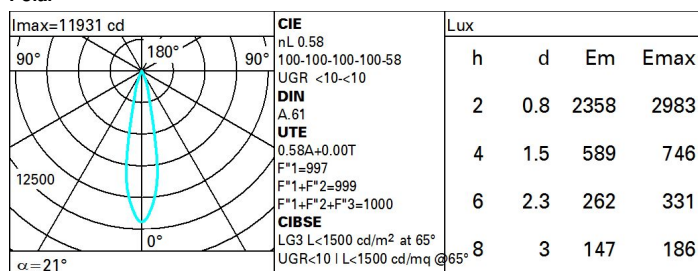 Imax=11931 cd
90°
180°
90°
12500
0°
α=21°
CIE
nL 0.58
100-100-100-100-58
UGR <10-<10
DIN
A.61
UTE
0.58A+0.00T
F"1=997
F"1+F"2=999
F"1+F"2+F"3=1000
CIBSE
LG3 L<1500 cd/m² at 65°
UGR<10 | L<1500 cd/mq @65°
Lux
h d Em Emax
2 0.8 2358 2983
4 1.5 589 746
6 2.3 262 331
8 3 147 186